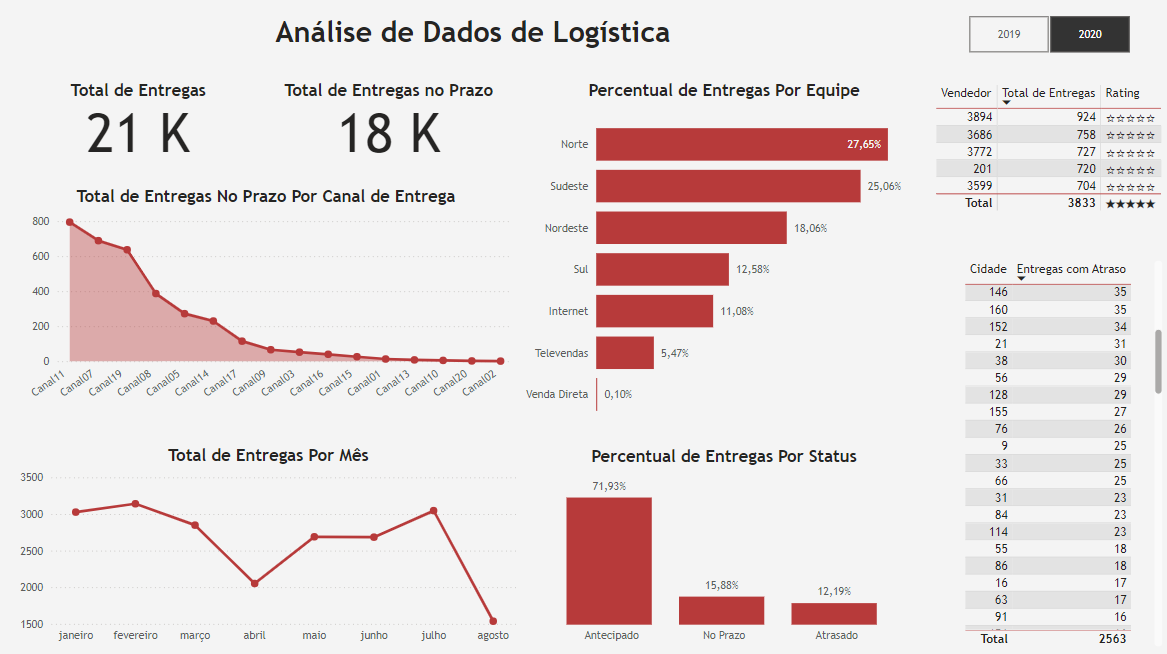 Análise de Dados de Logística
2019
2020
Total de Entregas
21 K
Total de Entregas no Prazo
18 K
Total de Entregas No Prazo Por Canal de Entrega
800
600
400
200
0
Canal11
Canal07
Canal19
Canal08
Canal05
Canal14
Canal17
Canal09
Canal03
Canal16
Canal15
Canal01
Canal13
Canal10
Canal20
Canal02
Percentual de Entregas Por Equipe
Norte 27,65%
Sudeste 25,06%
Nordeste 18,06%
Sul 12,58%
Internet 11,08%
Televendas 5,47%
Venda Direta 0,10%
Vendedor Total de Entregas Rating
3894 924 ☆☆☆☆☆
3686 758 ☆☆☆☆☆
3772 727 ☆☆☆☆☆
201 720 ☆☆☆☆☆
3599 704 ☆☆☆☆☆
Total 3833 ★★★★★
Cidade Entregas com Atraso
146 35
160 35
152 34
21 31
38 30
56 29
128 29
155 27
76 26
9 25
33 25
66 25
31 23
84 23
114 23
55 18
86 18
16 17
63 17
91 16
Total 2563
Total de Entregas Por Mês
3500
3000
2500
2000
1500
janeiro fevereiro março abril maio junho julho agosto
Percentual de Entregas Por Status
71,93%
15,88%
12,19%
Antecipado No Prazo Atrasado